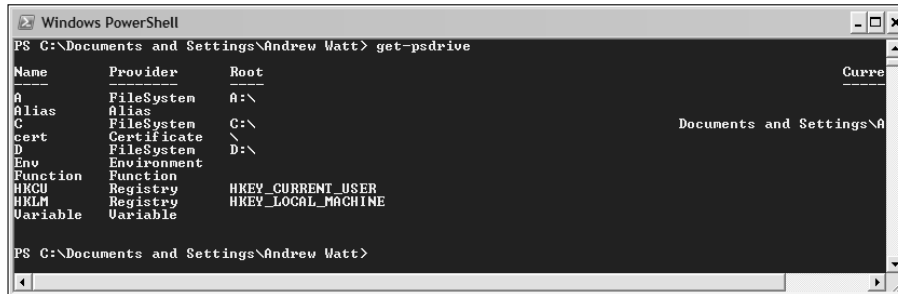 Windows PowerShell
PS C:\Documents and Settings\Andrew Watt> get-psdrive
Name Provider Root Curre
---- -------- ---- -----
A FileSystem A:\
Alias Alias
C FileSystem C:\ Documents and Settings\A
cert Certificate \
D FileSystem D:\
Env Environment
Function Function
HKCU Registry HKEY_CURRENT_USER
HKLM Registry HKEY_LOCAL_MACHINE
Variable Variable
PS C:\Documents and Settings\Andrew Watt>